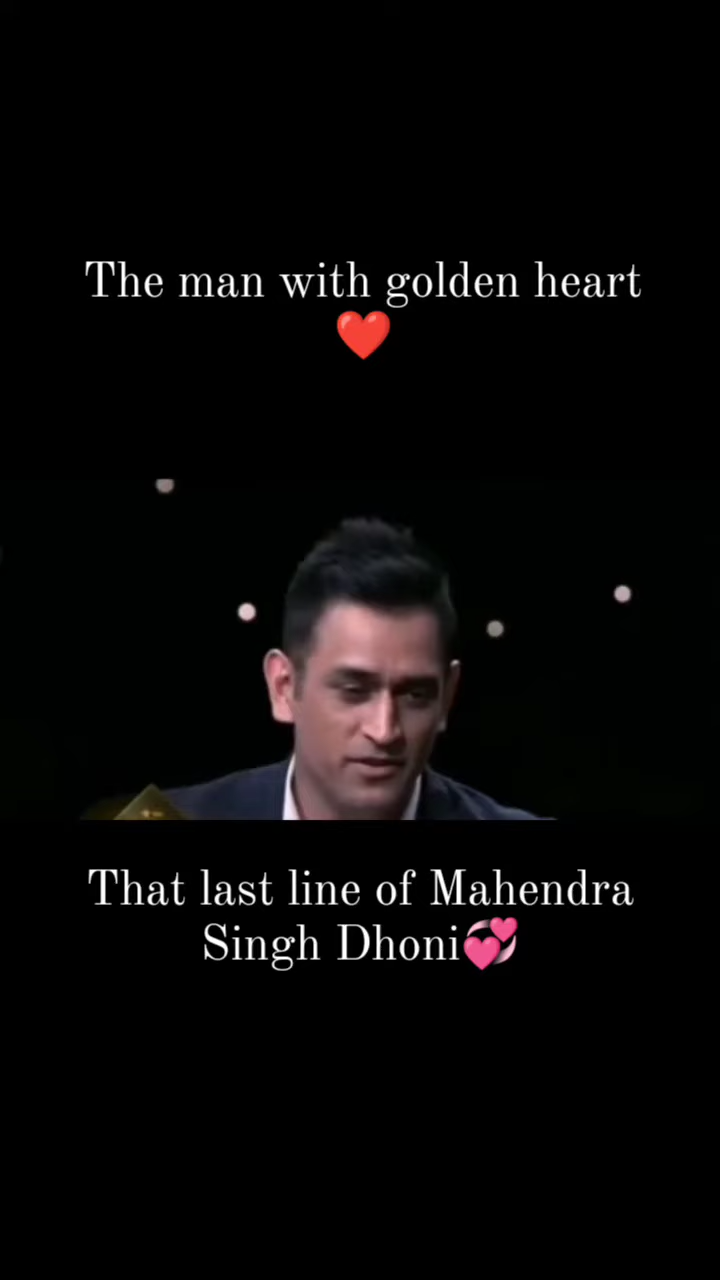 The man with golden heart
❤️
That last line of Mahendra
Singh Dhoni💞